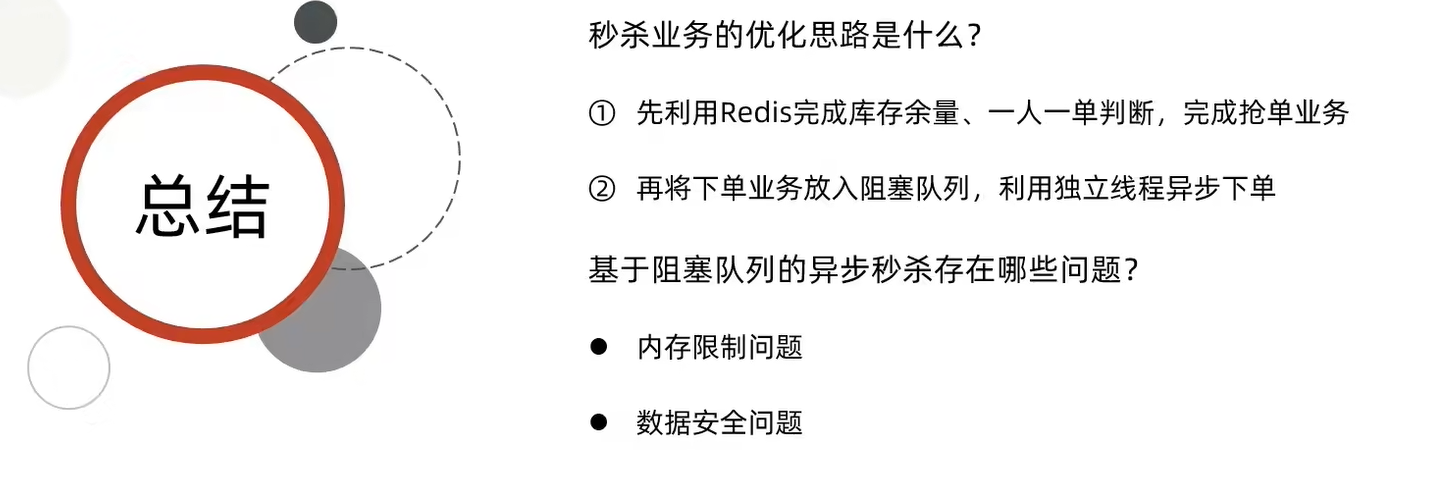 总结
秒杀业务的优化思路是什么？
① 先利用Redis完成库存余量、一人一单判断，完成抢单业务
② 再将下单业务放入阻塞队列，利用独立线程异步下单
基于阻塞队列的异步秒杀存在哪些问题？
● 内存限制问题
● 数据安全问题